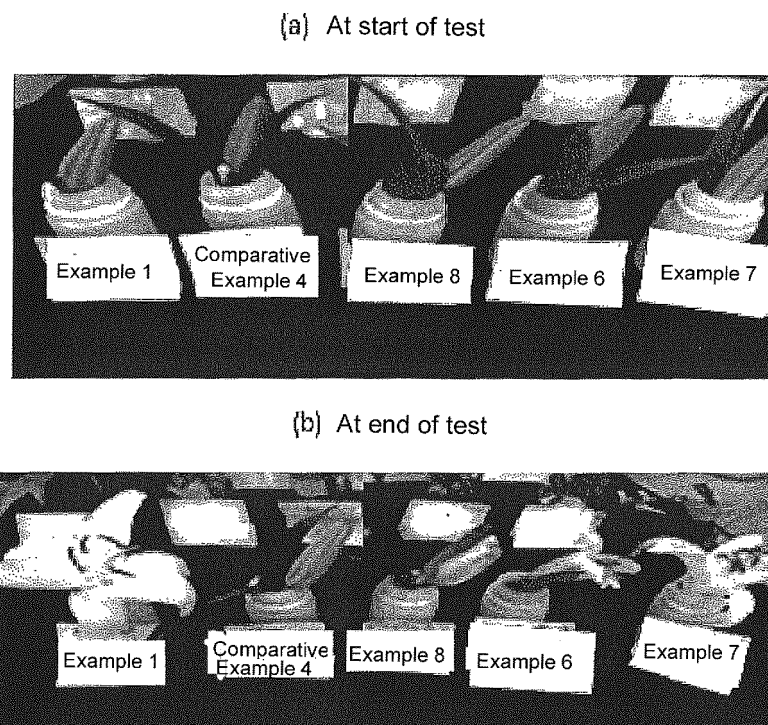 (a) At start of test
Example 1
Comparative
Example 4
Example 8
Example 6
Example 7
(b) At end of test
Example 1
Comparative
Example 4
Example 8
Example 6
Example 7